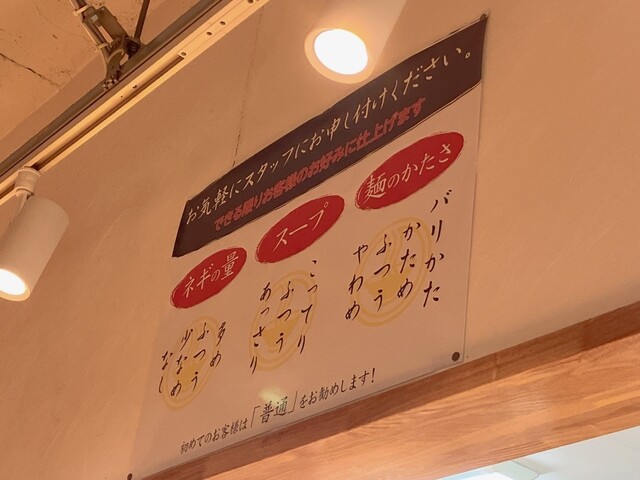 お気軽にスタッフにお申し付けください。
できる限りお客様のお好みに仕上げます
麺のかたさ
バリかた
かため
ふつう
やわめ
スープ
こってり
ふつう
あっさり
ネギの量
多め
ふつう
少なめ
なし
初めてのお客様は「普通」をお勧めします!